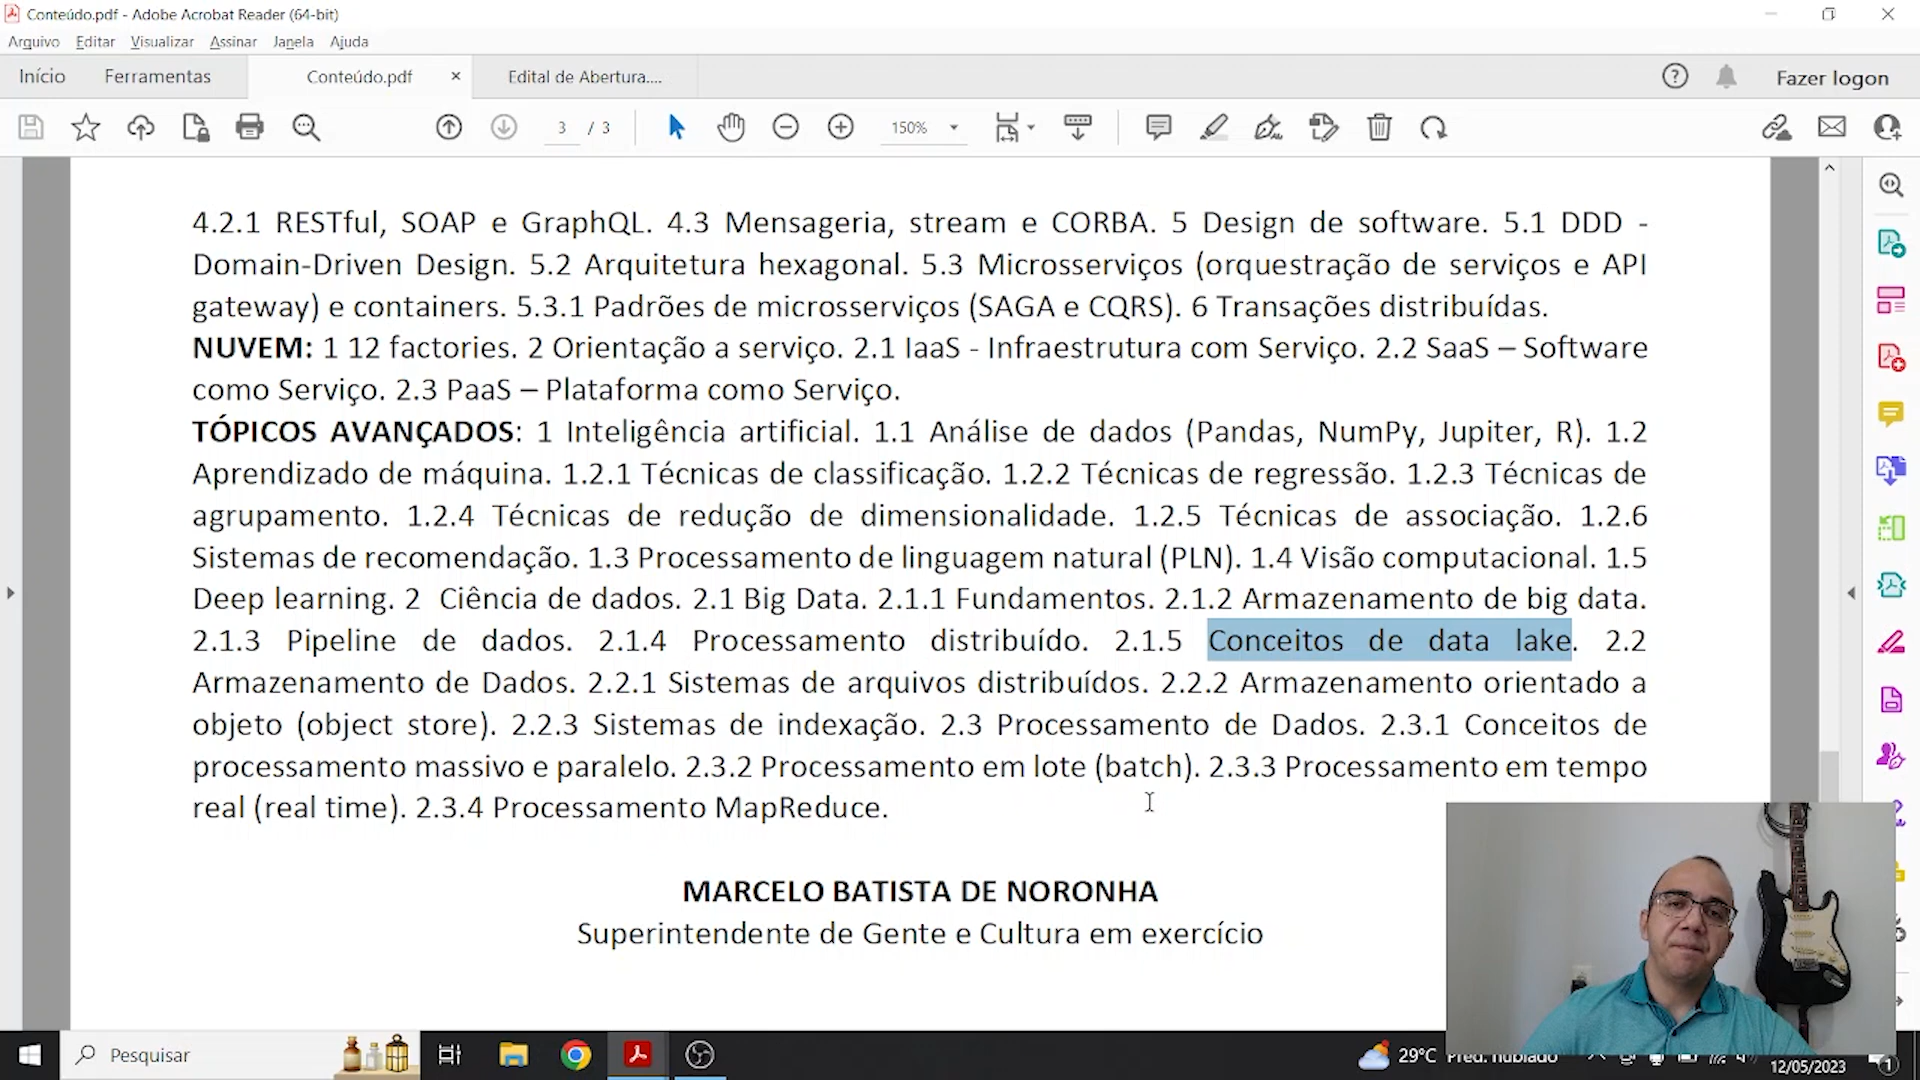 Conteúdo.pdf - Adobe Acrobat Reader (64-bit)
Arquivo Editar Visualizar Assinar Janela Ajuda
Início Ferramentas Conteúdo.pdf × Edital de Abertura.... Fazer logon
3 / 3 150%
4.2.1 RESTful, SOAP e GraphQL. 4.3 Mensageria, stream e CORBA. 5 Design de software. 5.1 DDD -
Domain-Driven Design. 5.2 Arquitetura hexagonal. 5.3 Microsserviços (orquestração de serviços e API
gateway) e containers. 5.3.1 Padrões de microsserviços (SAGA e CQRS). 6 Transações distribuídas.
NUVEM: 1 12 factories. 2 Orientação a serviço. 2.1 IaaS - Infraestrutura com Serviço. 2.2 SaaS – Software
como Serviço. 2.3 PaaS – Plataforma como Serviço.
TÓPICOS AVANÇADOS: 1 Inteligência artificial. 1.1 Análise de dados (Pandas, NumPy, Jupiter, R). 1.2
Aprendizado de máquina. 1.2.1 Técnicas de classificação. 1.2.2 Técnicas de regressão. 1.2.3 Técnicas de
agrupamento. 1.2.4 Técnicas de redução de dimensionalidade. 1.2.5 Técnicas de associação. 1.2.6
Sistemas de recomendação. 1.3 Processamento de linguagem natural (PLN). 1.4 Visão computacional. 1.5
Deep learning. 2 Ciência de dados. 2.1 Big Data. 2.1.1 Fundamentos. 2.1.2 Armazenamento de big data.
2.1.3 Pipeline de dados. 2.1.4 Processamento distribuído. 2.1.5 Conceitos de data lake. 2.2
Armazenamento de Dados. 2.2.1 Sistemas de arquivos distribuídos. 2.2.2 Armazenamento orientado a
objeto (object store). 2.2.3 Sistemas de indexação. 2.3 Processamento de Dados. 2.3.1 Conceitos de
processamento massivo e paralelo. 2.3.2 Processamento em lote (batch). 2.3.3 Processamento em tempo
real (real time). 2.3.4 Processamento MapReduce.
MARCELO BATISTA DE NORONHA
Superintendente de Gente e Cultura em exercício
Pesquisar 29°C Pred. nublado
12/05/2023 1